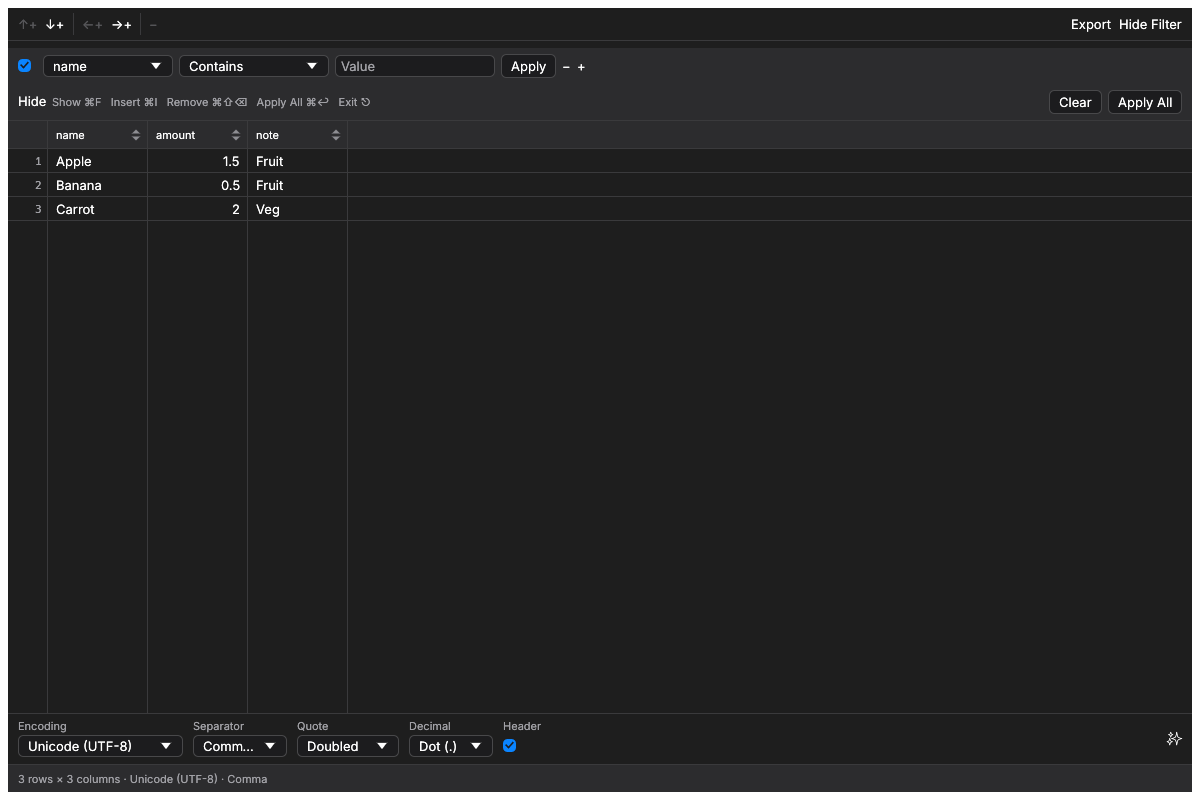 ↑+ ↓+ ←+ →+ − Export Hide Filter
name Contains Value Apply − +
Hide Show ⌘F Insert ⌘I Remove ⌘⇧⌫ Apply All ⌘↩ Exit ⎋ Clear Apply All
name amount note
1 Apple 1.5 Fruit
2 Banana 0.5 Fruit
3 Carrot 2 Veg
Encoding Separator Quote Decimal Header
Unicode (UTF-8) Comm... Doubled Dot (.)
3 rows × 3 columns · Unicode (UTF-8) · Comma